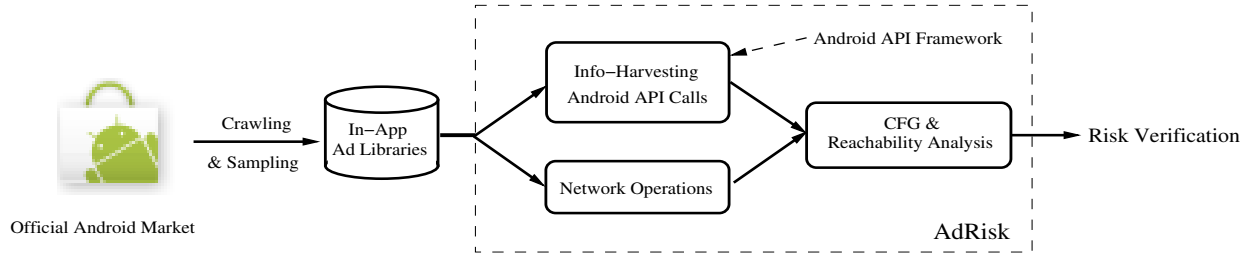 Official Android Market
Crawling
& Sampling
In-App
Ad Libraries
Info-Harvesting
Android API Calls
Network Operations
Android API Framework
CFG &
Reachability Analysis
AdRisk
Risk Verification